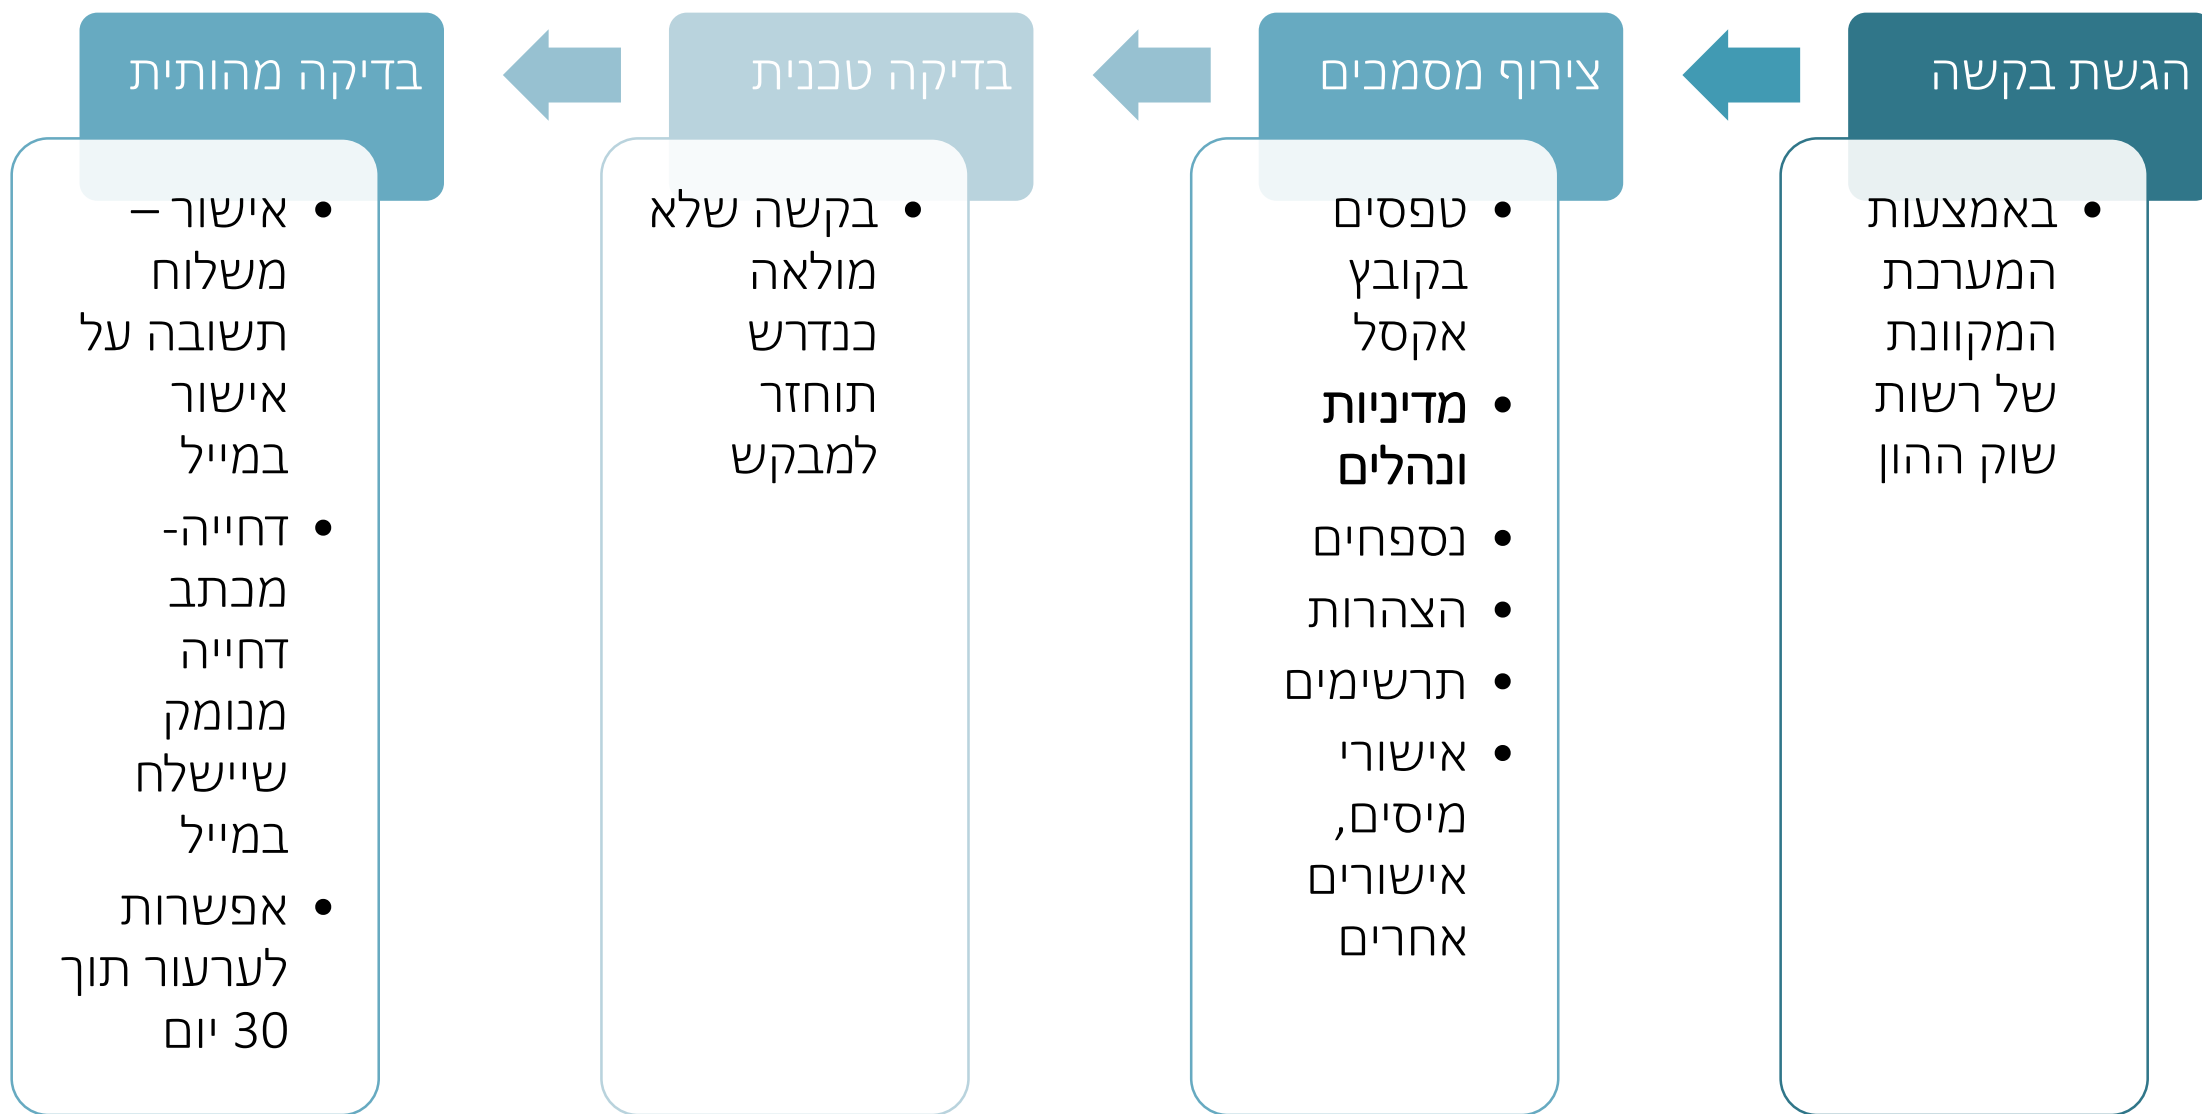 הגשת בקשה
• באמצעות
המערכת
המקוונת
של רשות
שוק ההון
צירוף מסמכים
• טפסים
בקובץ
אקסל
• מדיניות
ונהלים
• נספחים
• הצהרות
• תרשימים
• אישורי
מיסים,
אישורים
אחרים
בדיקה טכנית
• בקשה שלא
מולאה
כנדרש
תוחזר
למבקש
בדיקה מהותית
• אישור –
משלוח
תשובה על
אישור
במייל
• דחייה-
מכתב
דחייה
מנומק
שיישלח
במייל
• אפשרות
לערעור תוך
30 יום